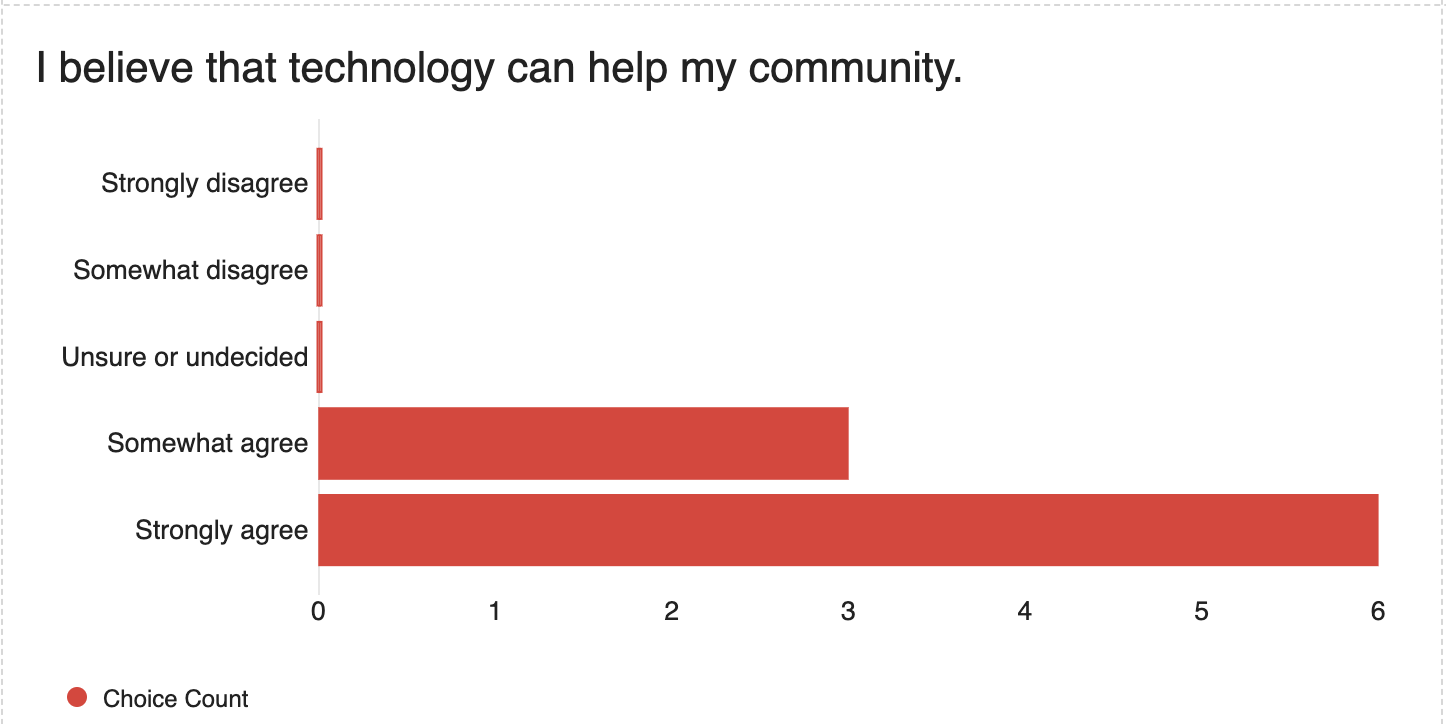 I believe that technology can help my community.
Strongly disagree
Somewhat disagree
Unsure or undecided
Somewhat agree
Strongly agree
0 1 2 3 4 5 6
Choice Count